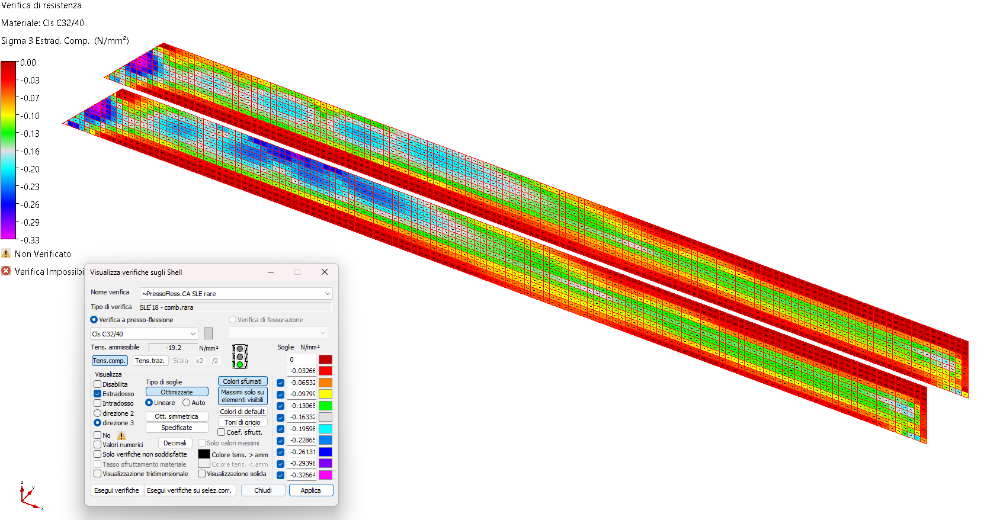 Verifica di resistenza
Materiale: Cls C32/40
Sigma 3 Estrad. Comp. (N/mm²)
0.00
-0.03
-0.07
-0.10
-0.13
-0.16
-0.20
-0.23
-0.26
-0.29
-0.33
Non Verificato
Verifica Impossibi
Visualizza verifiche sugli Shell
Nome verifica ~PressoFless.CA SLE rare
Tipo di verifica SLE'18 - comb.rara
Verifica a presso-flessione Verifica di fessurazione
Cls C32/40
Tens. ammissibile -19.2 N/mm² Soglie N/mm²
Tens.comp. Tens.traz. Scala x2 /2
0
-0.03266
-0.06532
-0.09799
-0.13065
-0.16332
-0.19598
-0.22865
-0.26131
-0.29398
-0.32664
Visualizza
Disabilita
Estradosso
Intradosso
direzione 2
direzione 3
No
Valori numerici
Solo verifiche non soddisfatte
Tasso sfruttamento materiale
Visualizzazione tridimensionale
Tipo di soglie
Ottimizzate
Lineare Auto
Ott. simmetrica
Specificate
Decimali
Colori sfumati
Massimi solo su
elementi visibili
Colori di default
Toni di grigio
Coef. sfrutt.
Solo valori massimi
Colore tens. > amm
Colore tens. < amm
Visualizzazione solida
Esegui verifiche Esegui verifiche su selez.corr. Chiudi Applica
z
y
x